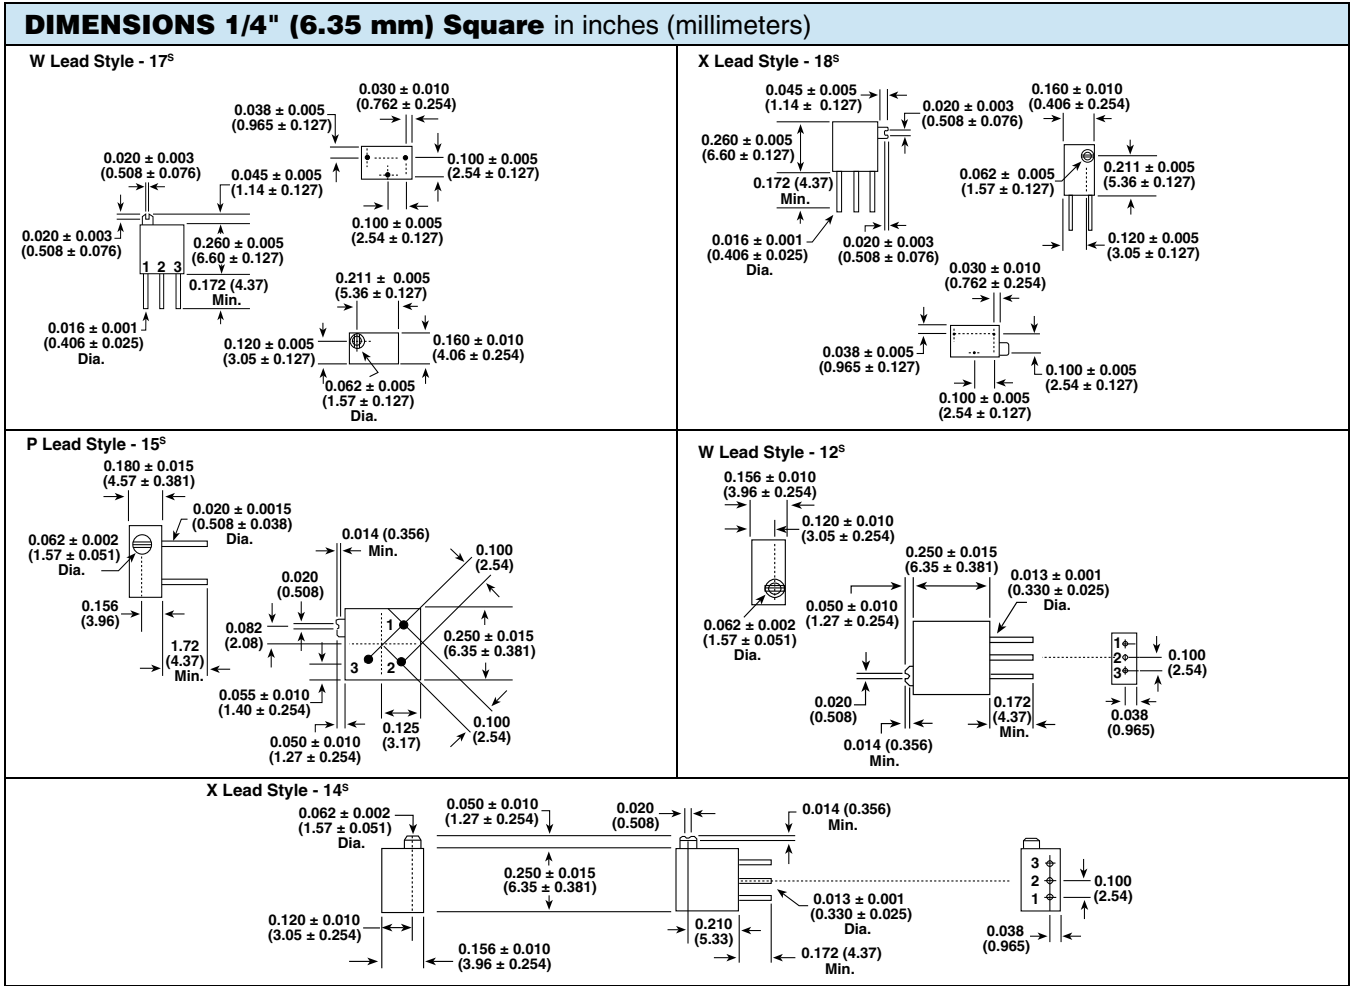 DIMENSIONS 1/4" (6.35 mm) Square in inches (millimeters)
W Lead Style - 17S
0.030 ± 0.010
(0.762 ± 0.254)
0.038 ± 0.005
(0.965 ± 0.127)
0.020 ± 0.003
(0.508 ± 0.076)
0.045 ± 0.005
(1.14 ± 0.127)
0.100 ± 0.005
(2.54 ± 0.127)
0.100 ± 0.005
(2.54 ± 0.127)
0.020 ± 0.003
(0.508 ± 0.076)
0.260 ± 0.005
(6.60 ± 0.127)
1 2 3
0.172 (4.37)
Min.
0.211 ± 0.005
(5.36 ± 0.127)
0.016 ± 0.001
(0.406 ± 0.025)
Dia.
0.120 ± 0.005
(3.05 ± 0.127)
0.160 ± 0.010
(4.06 ± 0.254)
0.062 ± 0.005
(1.57 ± 0.127)
Dia.
X Lead Style - 18S
0.045 ± 0.005
(1.14 ± 0.127)
0.020 ± 0.003
(0.508 ± 0.076)
0.160 ± 0.010
(0.406 ± 0.254)
0.260 ± 0.005
(6.60 ± 0.127)
0.172 (4.37)
Min.
0.062 ± 0.005
(1.57 ± 0.127)
0.211 ± 0.005
(5.36 ± 0.127)
0.016 ± 0.001
(0.406 ± 0.025)
Dia.
0.020 ± 0.003
(0.508 ± 0.076)
0.120 ± 0.005
(3.05 ± 0.127)
0.030 ± 0.010
(0.762 ± 0.254)
0.038 ± 0.005
(0.965 ± 0.127)
0.100 ± 0.005
(2.54 ± 0.127)
0.100 ± 0.005
(2.54 ± 0.127)
P Lead Style - 15S
0.180 ± 0.015
(4.57 ± 0.381)
0.020 ± 0.0015
(0.508 ± 0.038)
Dia.
0.062 ± 0.002
(1.57 ± 0.051)
Dia.
0.014 (0.356)
Min.
0.100
(2.54)
0.020
(0.508)
0.156
(3.96)
0.082
(2.08)
1
0.250 ± 0.015
(6.35 ± 0.381)
1.72
(4.37)
Min.
3 2
0.055 ± 0.010
(1.40 ± 0.254)
0.050 ± 0.010
(1.27 ± 0.254)
0.125
(3.17)
0.100
(2.54)
W Lead Style - 12S
0.156 ± 0.010
(3.96 ± 0.254)
0.120 ± 0.010
(3.05 ± 0.254)
0.250 ± 0.015
(6.35 ± 0.381)
0.013 ± 0.001
(0.330 ± 0.025)
Dia.
0.050 ± 0.010
(1.27 ± 0.254)
0.062 ± 0.002
(1.57 ± 0.051)
Dia.
1
2
3
0.100
(2.54)
0.020
(0.508)
0.172
(4.37)
Min.
0.038
(0.965)
0.014 (0.356)
Min.
X Lead Style - 14S
0.062 ± 0.002
(1.57 ± 0.051)
Dia.
0.050 ± 0.010
(1.27 ± 0.254)
0.020
(0.508)
0.014 (0.356)
Min.
0.250 ± 0.015
(6.35 ± 0.381)
3
2
1
0.100
(2.54)
0.013 ± 0.001
(0.330 ± 0.025)
Dia.
0.120 ± 0.010
(3.05 ± 0.254)
0.210
(5.33)
0.038
(0.965)
0.156 ± 0.010
(3.96 ± 0.254)
0.172 (4.37)
Min.